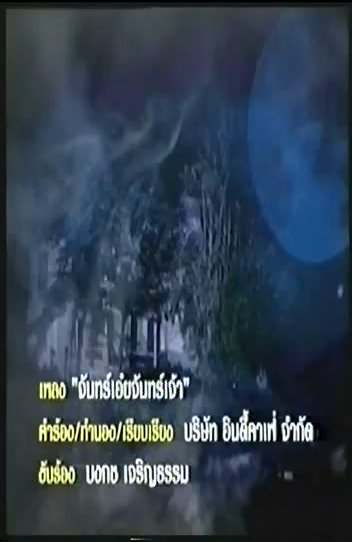 เพลง "จันทร์เอ๋ยจันทร์เจ้า"
คำร้อง/ทำนอง/เรียบเรียง บริษัท อินดี้คาเฟ่ จำกัด
ขับร้อง บงกช เจริญธรรม